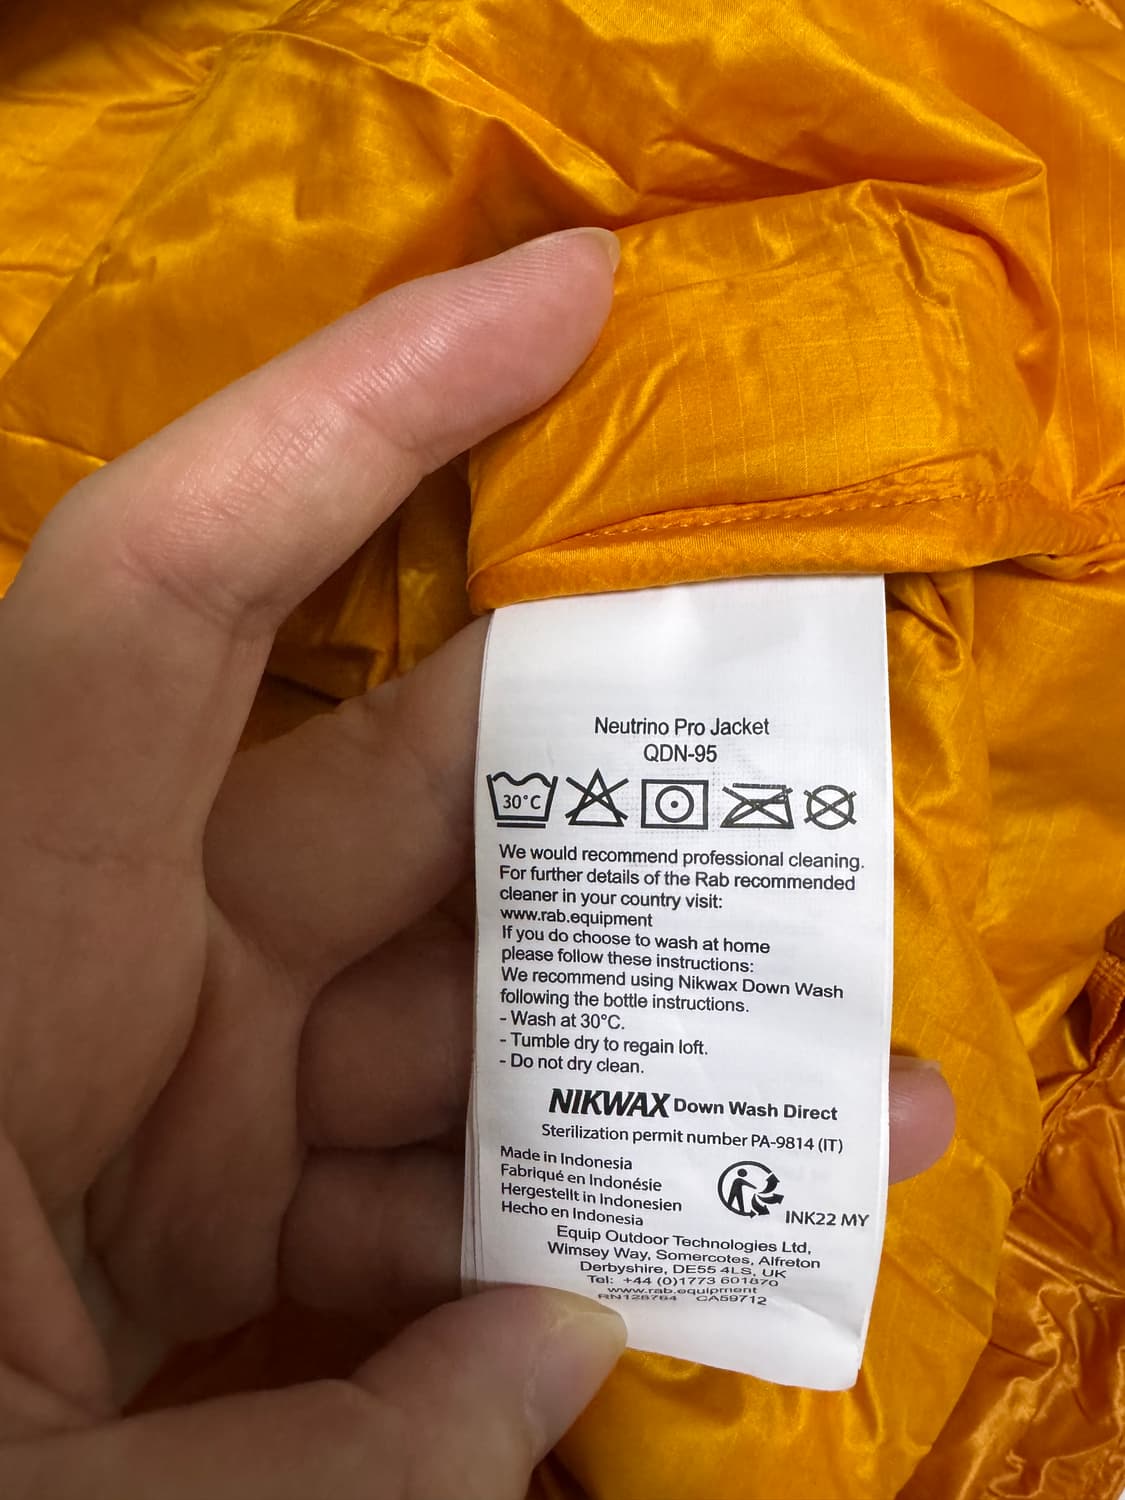 Neutrino Pro Jacket
QDN-95
30°C
We would recommend professional cleaning.
For further details of the Rab recommended
cleaner in your country visit:
www.rab.equipment
If you do choose to wash at home
please follow these instructions:
We recommend using Nikwax Down Wash
following the bottle instructions.
- Wash at 30°C.
- Tumble dry to regain loft.
- Do not dry clean.
NIKWAX Down Wash Direct
Sterilization permit number PA-9814 (IT)
Made in Indonesia
Fabriqué en Indonésie
Hergestellt in Indonesien
Hecho en Indonesia
INK22 MY
Equip Outdoor Technologies Ltd,
Wimsey Way, Somercotes, Alfreton
Derbyshire, DE55 4LS, UK
Tel: +44 (0)1773 601870
www.rab.equipment
RN128764 CA59712